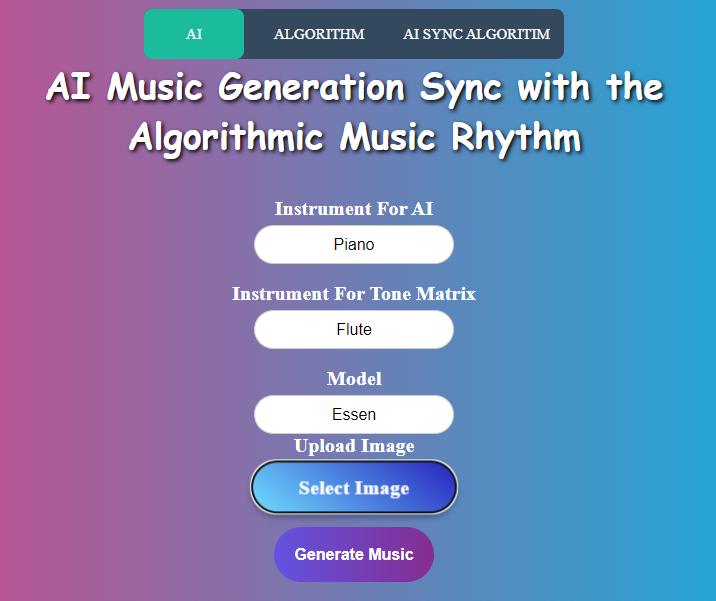 AI ALGORITHM AI SYNC ALGORITIM
AI Music Generation Sync with the
Algorithmic Music Rhythm
Instrument For AI
Piano
Instrument For Tone Matrix
Flute
Model
Essen
Upload Image
Select Image
Generate Music